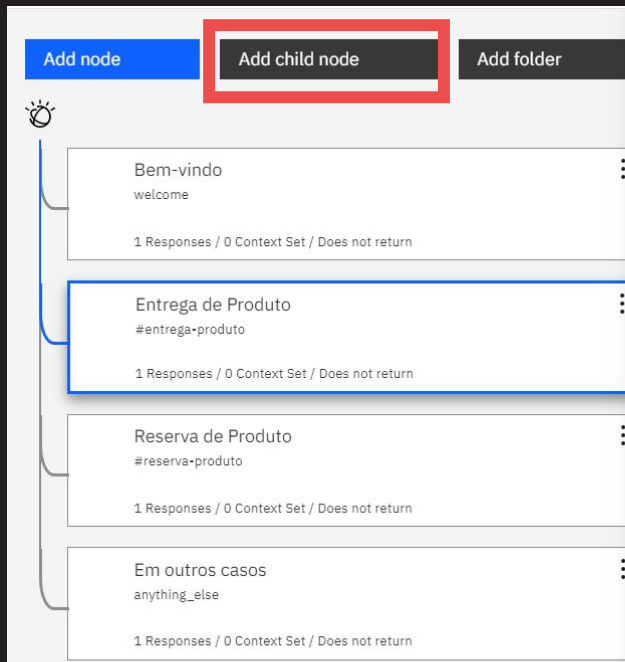 Add node
Add child node
Add folder
Bem-vindo
welcome
1 Responses / 0 Context Set / Does not return
Entrega de Produto
#entrega-produto
1 Responses / 0 Context Set / Does not return
Reserva de Produto
#reserva-produto
1 Responses / 0 Context Set / Does not return
Em outros casos
anything_else
1 Responses / 0 Context Set / Does not return